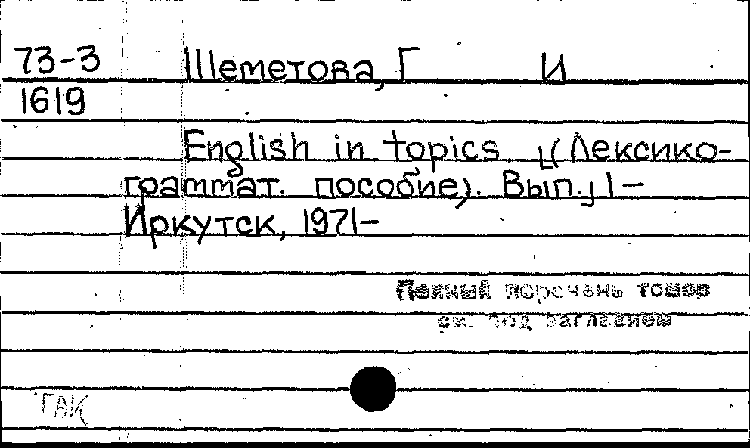 73-3 Шеметова, Г И
1619
English in topics. (Лексико-
граммат. пособие). Вып. 1-
Иркутск, 1971-
Полный перечень томов
см. под заглавием
ГАК